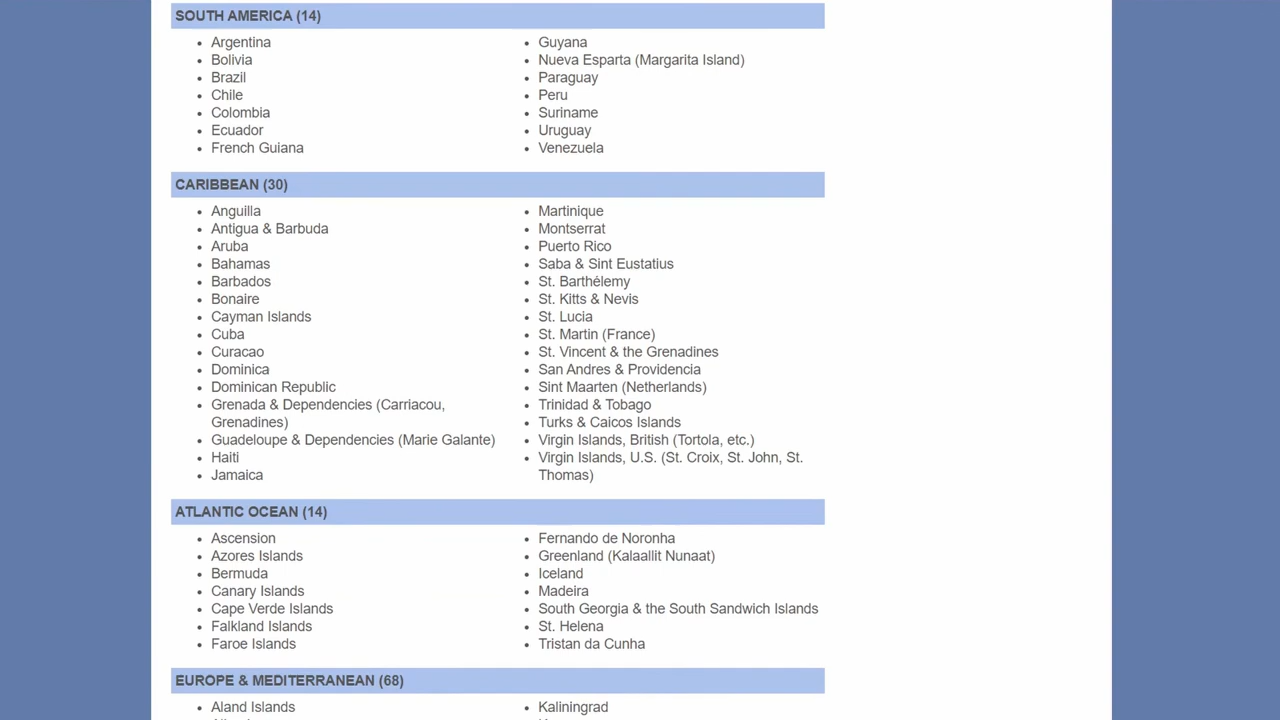 SOUTH AMERICA (14)
Argentina
Bolivia
Brazil
Chile
Colombia
Ecuador
French Guiana
Guyana
Nueva Esparta (Margarita Island)
Paraguay
Peru
Suriname
Uruguay
Venezuela
CARIBBEAN (30)
Anguilla
Antigua & Barbuda
Aruba
Bahamas
Barbados
Bonaire
Cayman Islands
Cuba
Curacao
Dominica
Dominican Republic
Grenada & Dependencies (Carriacou,
Grenadines)
Guadeloupe & Dependencies (Marie Galante)
Haiti
Jamaica
Martinique
Montserrat
Puerto Rico
Saba & Sint Eustatius
St. Barthélemy
St. Kitts & Nevis
St. Lucia
St. Martin (France)
St. Vincent & the Grenadines
San Andres & Providencia
Sint Maarten (Netherlands)
Trinidad & Tobago
Turks & Caicos Islands
Virgin Islands, British (Tortola, etc.)
Virgin Islands, U.S. (St. Croix, St. John, St.
Thomas)
ATLANTIC OCEAN (14)
Ascension
Azores Islands
Bermuda
Canary Islands
Cape Verde Islands
Falkland Islands
Faroe Islands
Fernando de Noronha
Greenland (Kalaallit Nunaat)
Iceland
Madeira
South Georgia & the South Sandwich Islands
St. Helena
Tristan da Cunha
EUROPE & MEDITERRANEAN (68)
Aland Islands
Kaliningrad